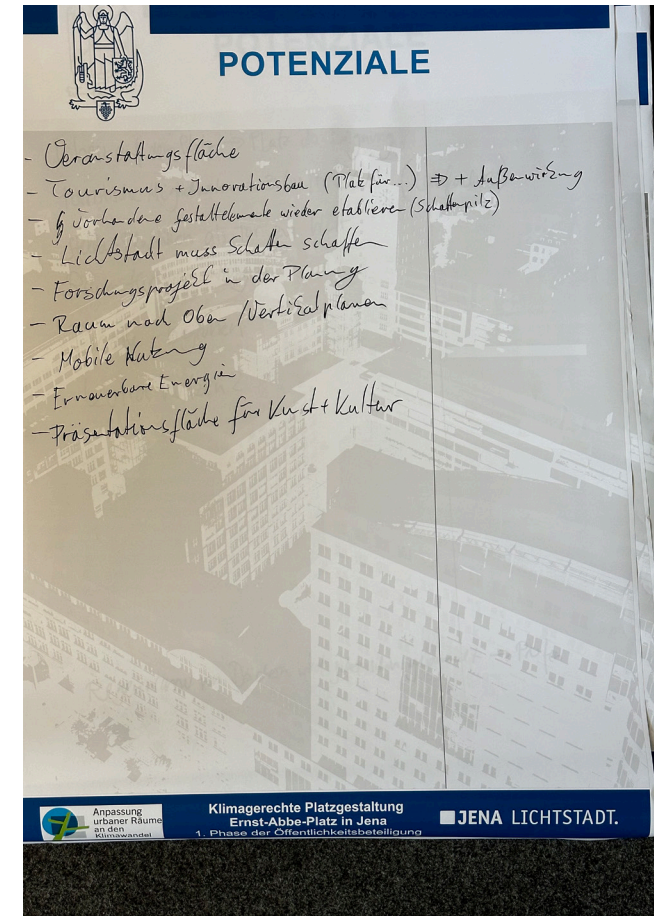 POTENZIALE
- Veranstaltungsfläche
- Tourismus + Innovationsbau (Platz für...) => + Außenwirkung
- vorhandene Gestaltelemente wieder etablieren (Schattenpilz)
- Lichtstadt muss Schatten schaffen
- Forschungsprojekt in der Planung
- Raum nach Oben / Vertikal planen
- Mobile Nutzung
- Erneuerbare Energien
- Präsentationsfläche für Kunst + Kultur
Anpassung
urbaner Räume
an den
Klimawandel
Klimagerechte Platzgestaltung
Ernst-Abbe-Platz in Jena
1. Phase der Öffentlichkeitsbeteiligung
JENA LICHTSTADT.